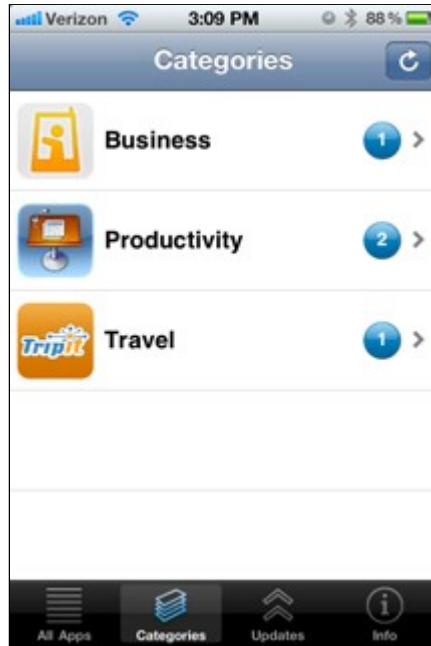 Verizon 3:09 PM 88%
Categories
Business 1
Productivity 2
TripIt Travel 1
All Apps Categories Updates Info